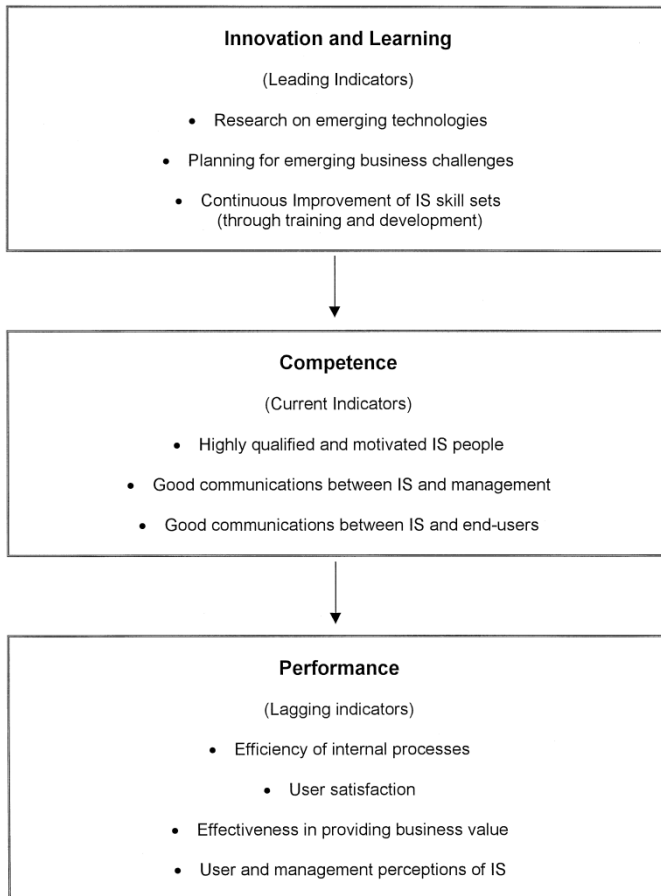 Innovation and Learning
(Leading Indicators)
• Research on emerging technologies
• Planning for emerging business challenges
• Continuous Improvement of IS skill sets
(through training and development)
Competence
(Current Indicators)
• Highly qualified and motivated IS people
• Good communications between IS and management
• Good communications between IS and end-users
Performance
(Lagging indicators)
• Efficiency of internal processes
• User satisfaction
• Effectiveness in providing business value
• User and management perceptions of IS